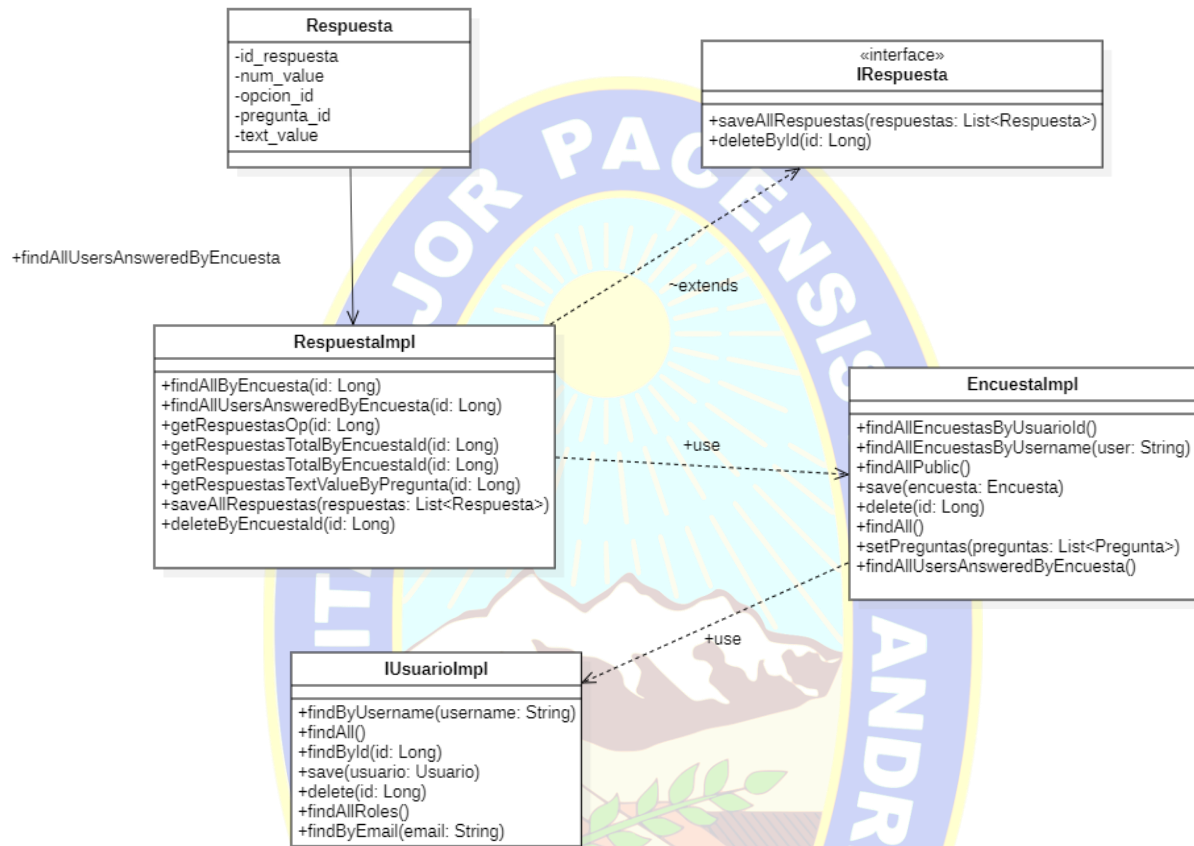 Respuesta
-id_respuesta
-num_value
-opcion_id
-pregunta_id
-text_value
«interface»
IRespuesta
+saveAllRespuestas(respuestas: List<Respuesta>)
+deleteById(id: Long)
+findAllUsersAnsweredByEncuesta
~extends
RespuestaImpl
+findAllByEncuesta(id: Long)
+findAllUsersAnsweredByEncuesta(id: Long)
+getRespuestasOp(id: Long)
+getRespuestasTotalByEncuestaId(id: Long)
+getRespuestasTotalByEncuestaId(id: Long)
+getRespuestasTextValueByPregunta(id: Long)
+saveAllRespuestas(respuestas: List<Respuesta>)
+deleteByEncuestaId(id: Long)
+use
EncuestaImpl
+findAllEncuestasByUsuarioId()
+findAllEncuestasByUsername(user: String)
+findAllPublic()
+save(encuesta: Encuesta)
+delete(id: Long)
+findAll()
+setPreguntas(preguntas: List<Pregunta>)
+findAllUsersAnsweredByEncuesta()
+use
IUsuarioImpl
+findByUsername(username: String)
+findAll()
+findById(id: Long)
+save(usuario: Usuario)
+delete(id: Long)
+findAllRoles()
+findByEmail(email: String)
ITA
JOR PACENSIS
ANDR